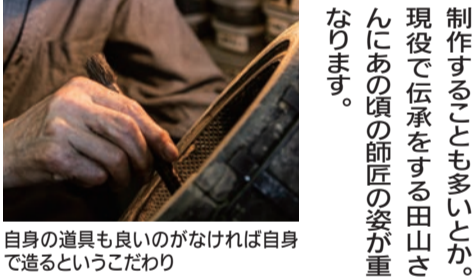 制作することも多いとか。
現役で伝承をする田山さ
んにあの頃の師匠の姿が重
なります。
自身の道具も良いのがなければ自身
で造るというこだわり